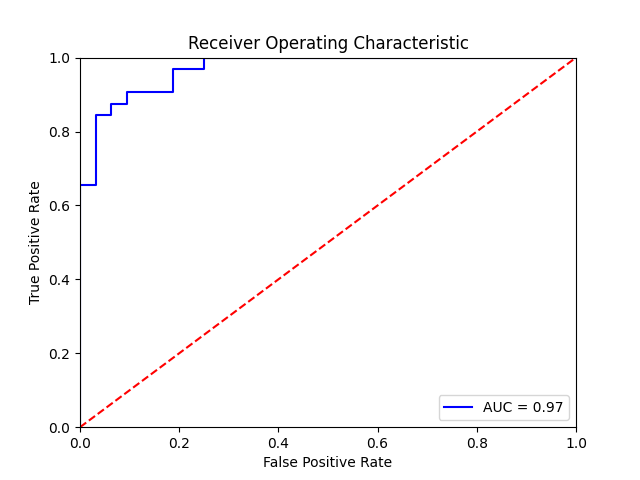 Receiver Operating Characteristic
1.0
0.8
0.6
0.4
0.2
0.0
True Positive Rate
0.0 0.2 0.4 0.6 0.8 1.0
False Positive Rate
AUC = 0.97